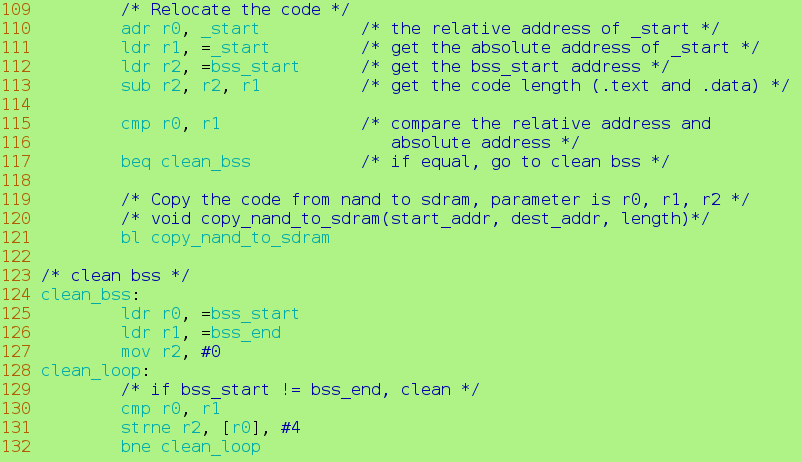 109 /* Relocate the code */
110 adr r0, _start /* the relative address of _start */
111 ldr r1, =_start /* get the absolute address of _start */
112 ldr r2, =bss_start /* get the bss_start address */
113 sub r2, r2, r1 /* get the code length (.text and .data) */
114
115 cmp r0, r1 /* compare the relative address and
116 absolute address */
117 beq clean_bss /* if equal, go to clean bss */
118
119 /* Copy the code from nand to sdram, parameter is r0, r1, r2 */
120 /* void copy_nand_to_sdram(start_addr, dest_addr, length)*/
121 bl copy_nand_to_sdram
122
123 /* clean bss */
124 clean_bss:
125 ldr r0, =bss_start
126 ldr r1, =bss_end
127 mov r2, #0
128 clean_loop:
129 /* if bss_start != bss_end, clean */
130 cmp r0, r1
131 strne r2, [r0], #4
132 bne clean_loop